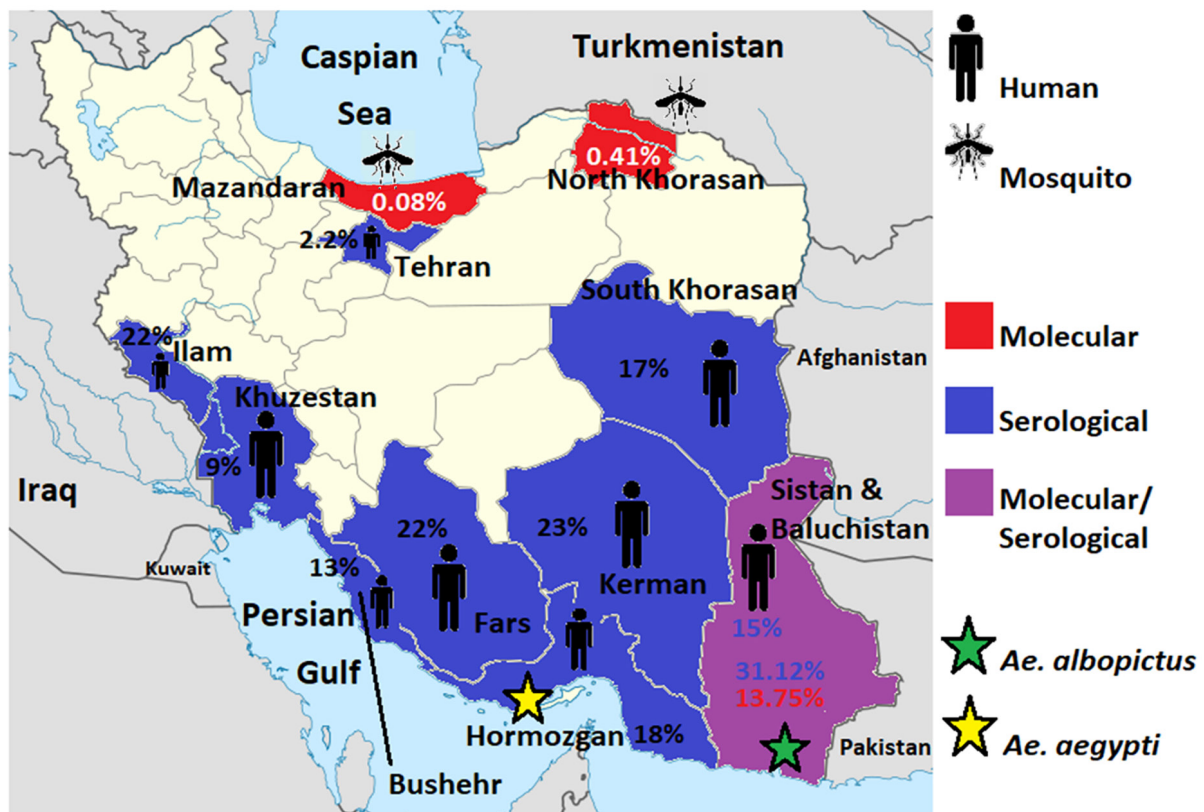 Caspian
Sea
Turkmenistan
Mazandaran
0.08%
0.41%
North Khorasan
2.2%
Tehran
South Khorasan
22%
Ilam
17%
Afghanistan
Khuzestan
9%
Iraq
Sistan &
Baluchistan
22%
23%
Kuwait
13%
Kerman
Persian
Fars
15%
Gulf
31.12%
13.75%
Hormozgan
18%
Pakistan
Bushehr
Human
Mosquito
Molecular
Serological
Molecular/
Serological
Ae. albopictus
Ae. aegypti